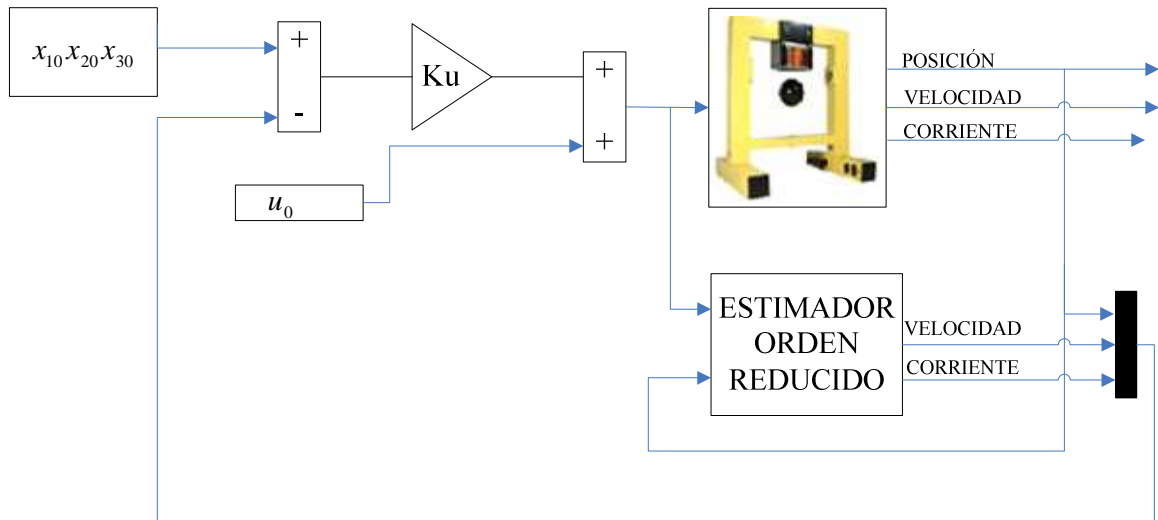 x₁₀x₂₀x₃₀
+
-
Ku
+
+
u₀
POSICIÓN
VELOCIDAD
CORRIENTE
ESTIMADOR
ORDEN
REDUCIDO
VELOCIDAD
CORRIENTE